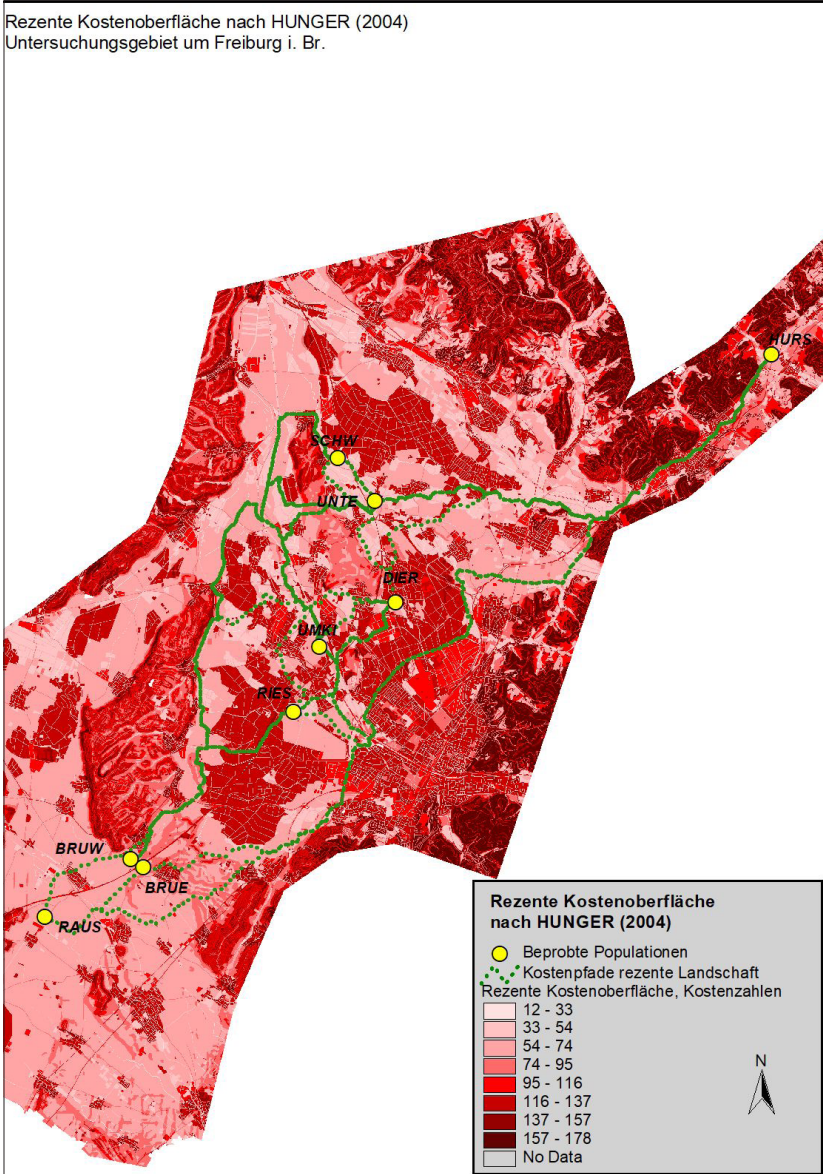 Rezente Kostenoberfläche nach HUNGER (2004)
Untersuchungsgebiet um Freiburg i. Br.
HURS
SCHW
UNTE
DIER
UMKI
RIES
BRUW
BRUE
RAUS
Rezente Kostenoberfläche
nach HUNGER (2004)
Beprobte Populationen
Kostenpfade rezente Landschaft
Rezente Kostenoberfläche, Kostenzahlen
12 - 33
33 - 54
54 - 74
74 - 95
95 - 116
116 - 137
137 - 157
157 - 178
No Data
N